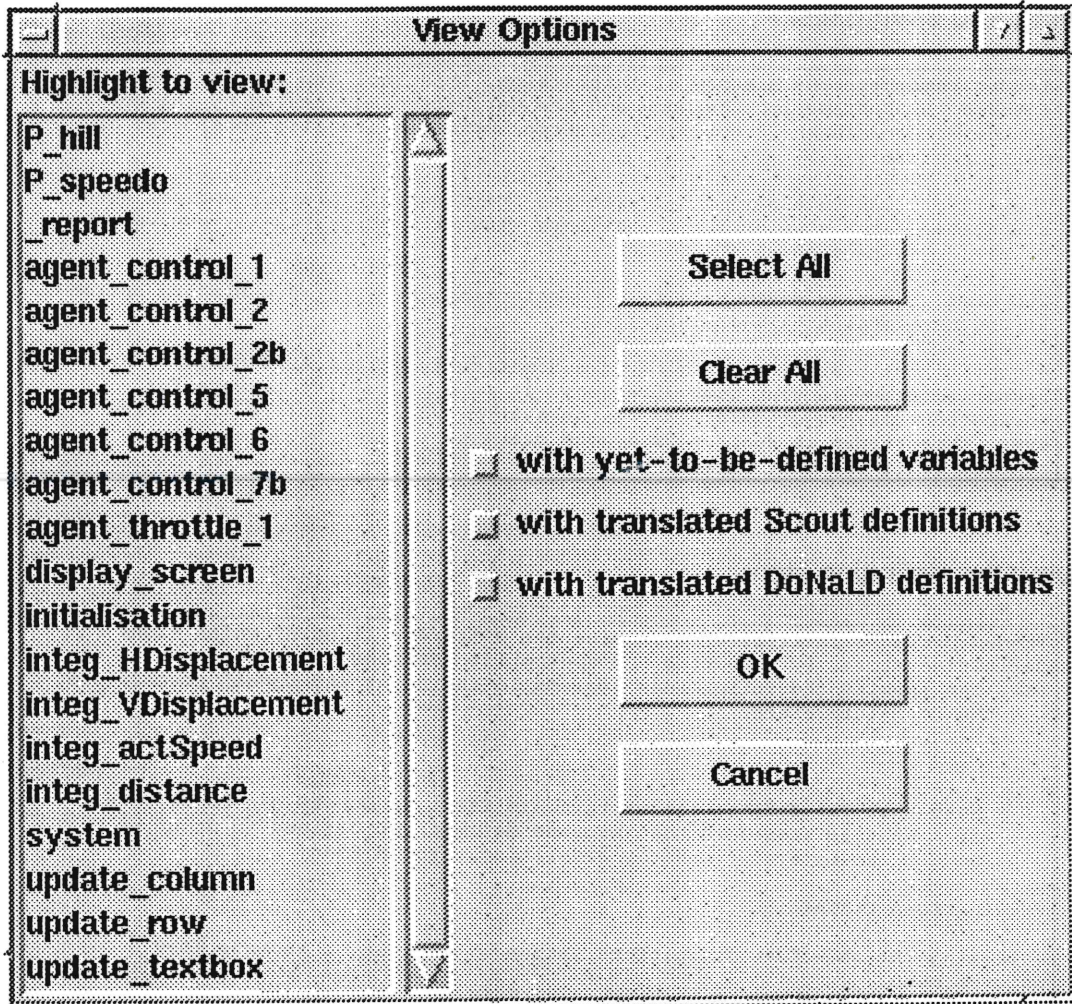 View Options
Highlight to view:
P_hill
P_speedo
_report
agent_control_1
agent_control_2
agent_control_2b
agent_control_5
agent_control_6
agent_control_7b
agent_throttle_1
display_screen
initialisation
integ_HDisplacement
integ_VDisplacement
integ_actSpeed
integ_distance
system
update_column
update_row
update_textbox
Select All
Clear All
with yet-to-be-defined variables
with translated Scout definitions
with translated DoNaLD definitions
OK
Cancel